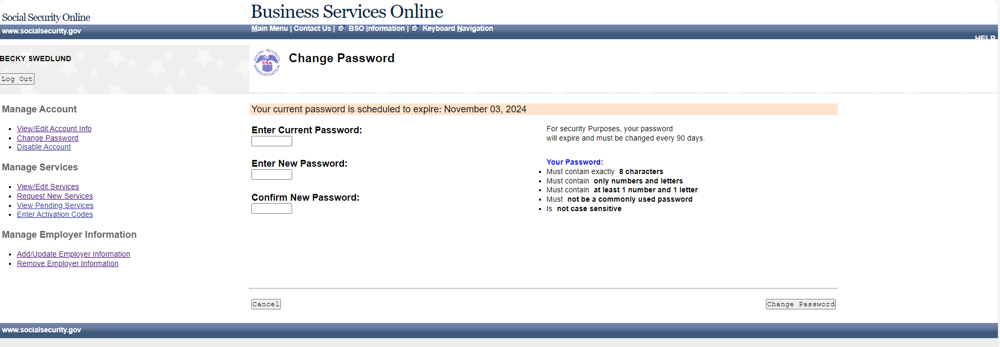 Social Security Online
Business Services Online
www.socialsecurity.gov
Main Menu | Contact Us | BSO Information | Keyboard Navigation
HELP
BECKY SWEDLUND
Log Out
SOCIAL SECURITY ADMINISTRATION
USA
Change Password
Manage Account
View/Edit Account Info
Change Password
Disable Account
Manage Services
View/Edit Services
Request New Services
View Pending Services
Enter Activation Codes
Manage Employer Information
Add/Update Employer Information
Remove Employer Information
Your current password is scheduled to expire: November 03, 2024
Enter Current Password:
Enter New Password:
Confirm New Password:
For security Purposes, your password
will expire and must be changed every 90 days.
Your Password:
Must contain exactly 8 characters
Must contain only numbers and letters
Must contain at least 1 number and 1 letter
Must not be a commonly used password
Is not case sensitive
Cancel
Change Password
www.socialsecurity.gov